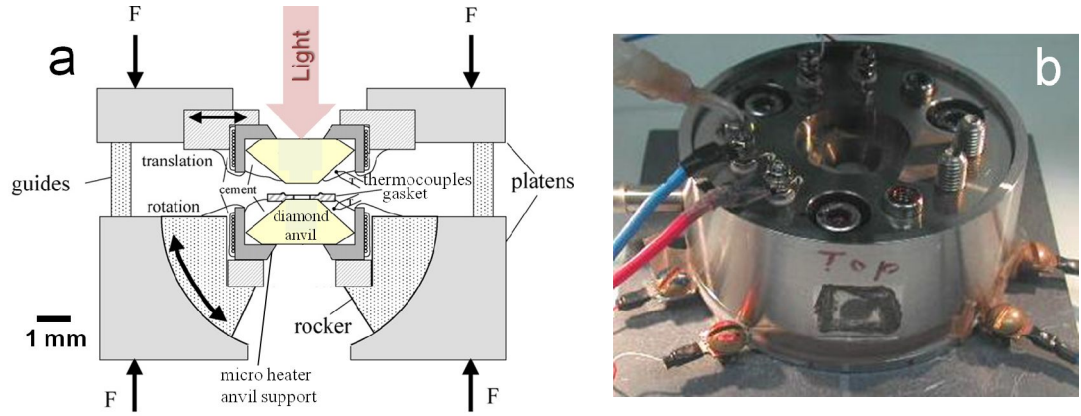 F
F
a
Light
b
translation
guides
cement
thermocouples
gasket
platens
rotation
diamond
anvil
1 mm
rocker
micro heater
anvil support
F
F
Top